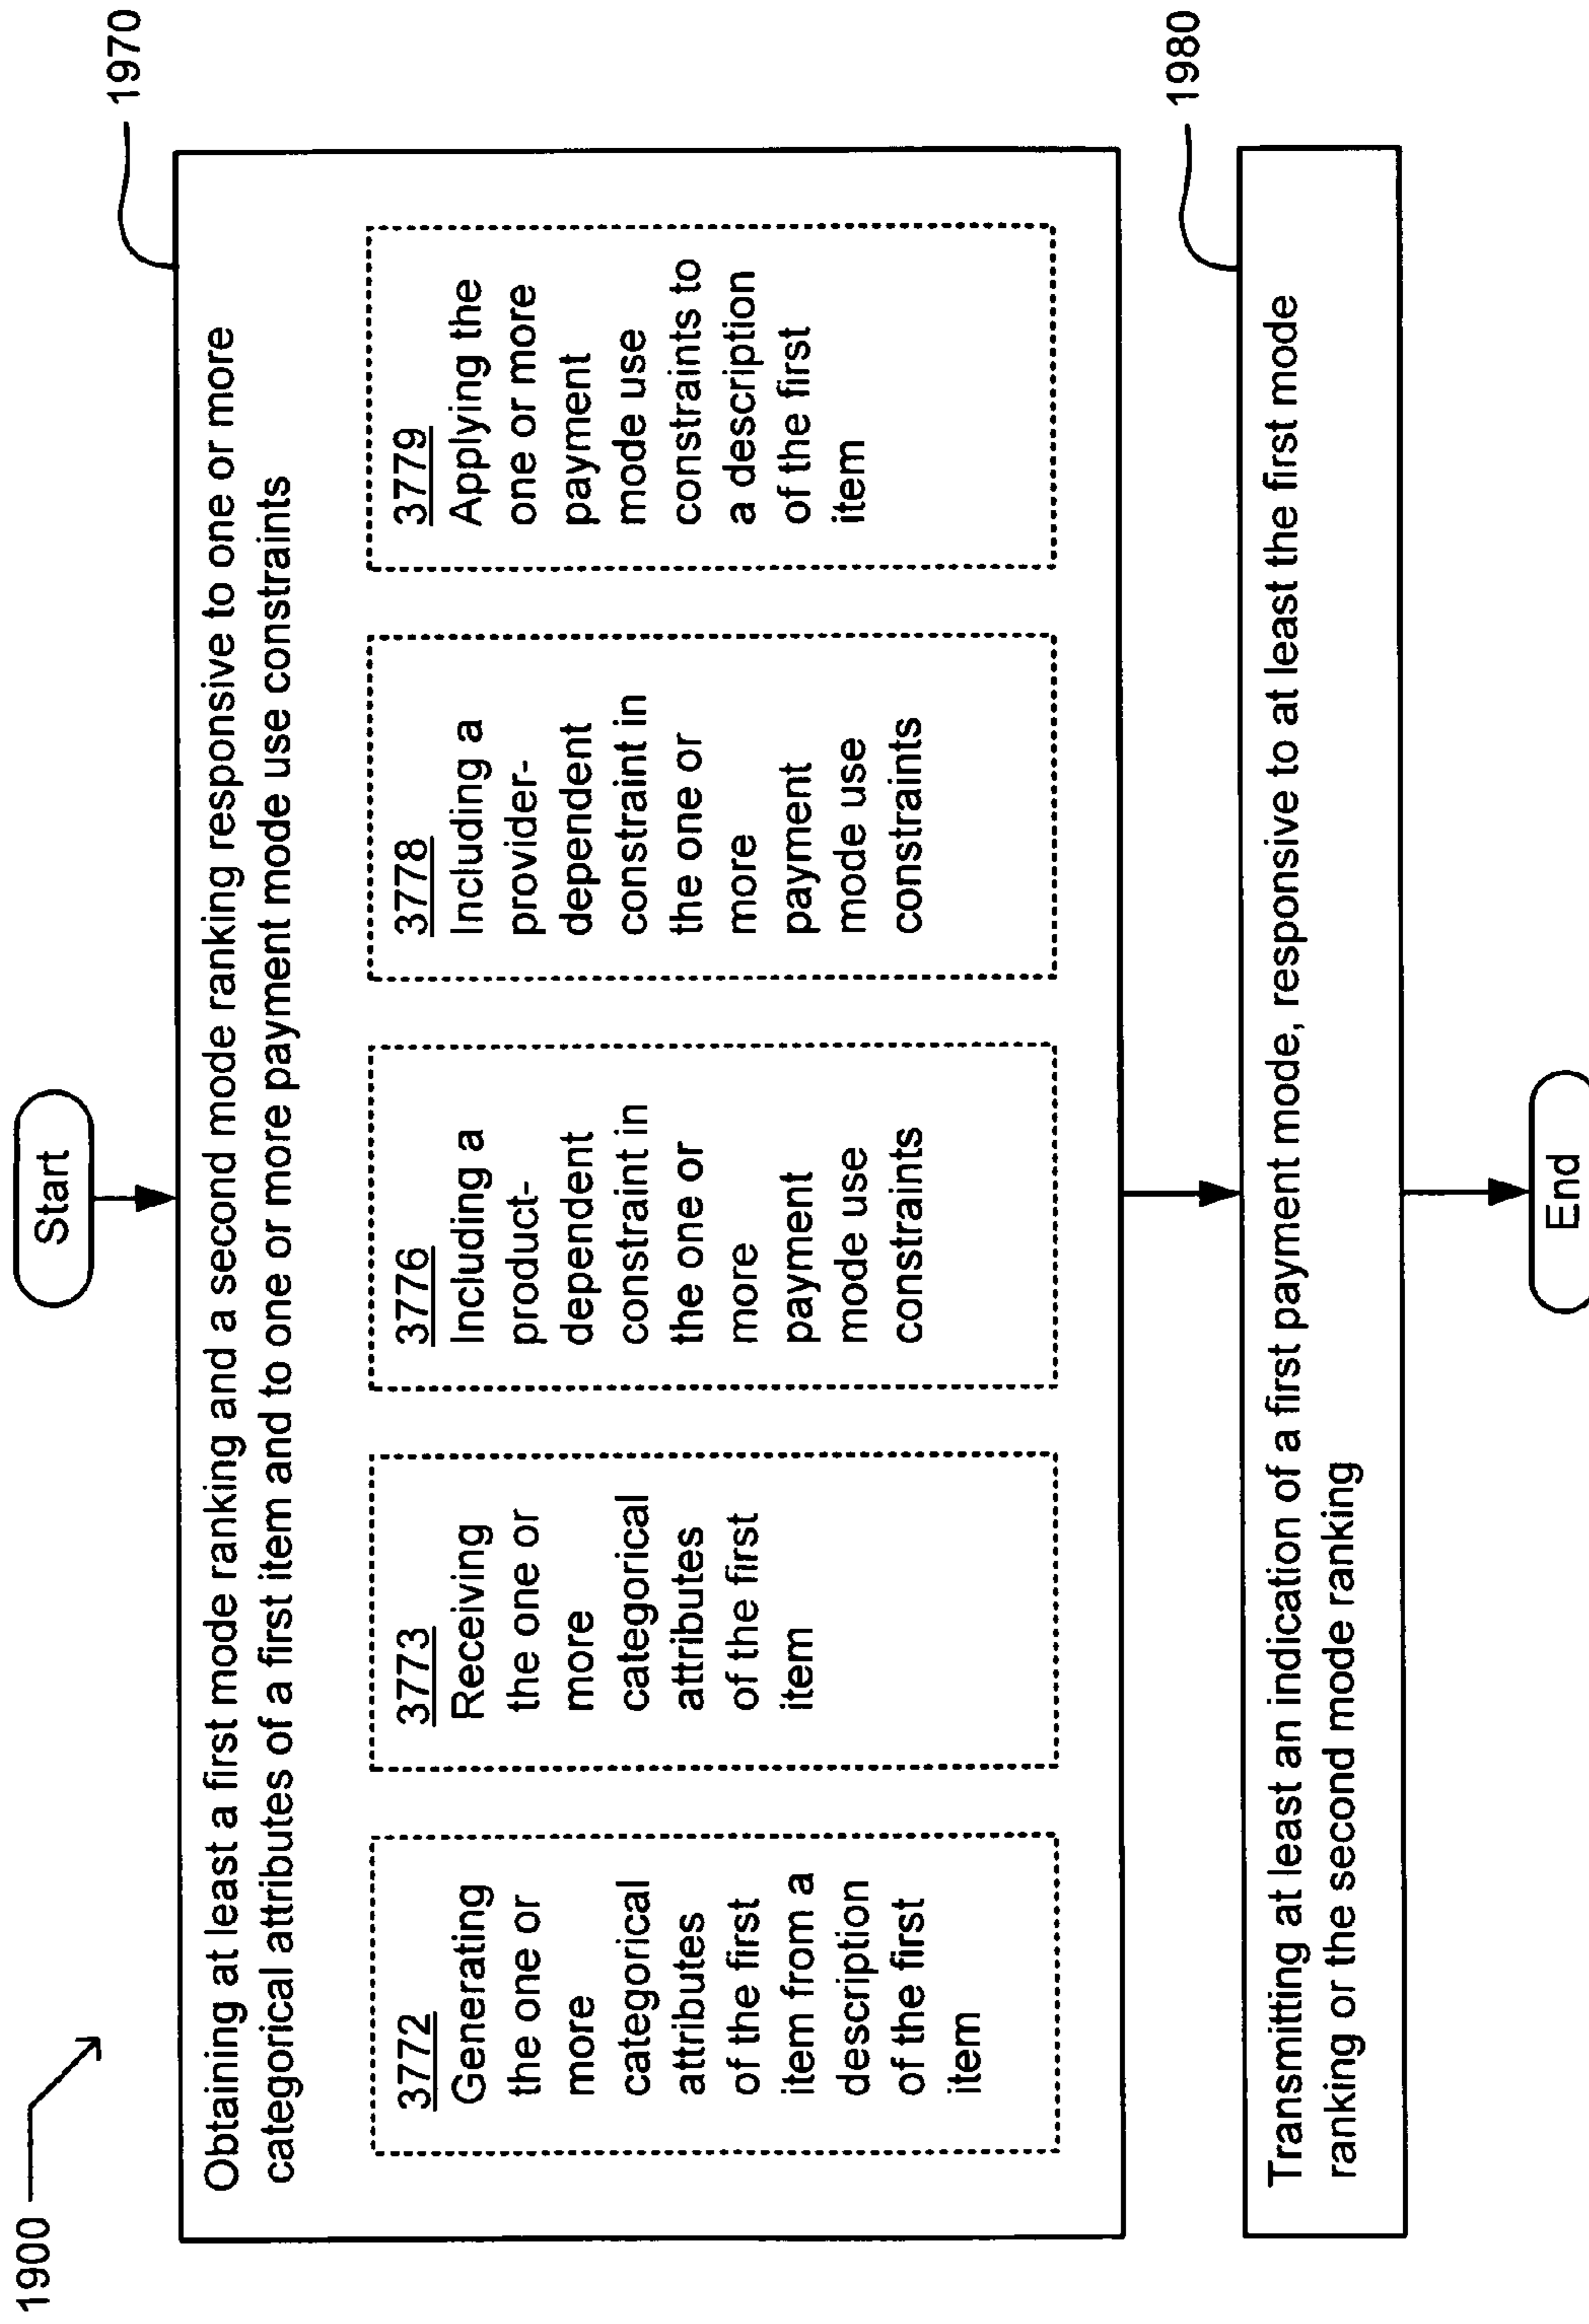 1900
Start
1970
Obtaining at least a first mode ranking and a second mode ranking responsive to one or more
categorical attributes of a first item and to one or more payment mode use constraints
3772
Generating
the one or
more
categorical
attributes
of the first
item from a
description
of the first
item
3773
Receiving
the one or
more
categorical
attributes
of the first
item
3776
Including a
product-
dependent
constraint in
the one or
more
payment
mode use
constraints
3778
Including a
provider-
dependent
constraint in
the one or
more
payment
mode use
constraints
3779
Applying the
one or more
payment
mode use
constraints to
a description
of the first
item
1980
Transmitting at least an indication of a first payment mode, responsive to at least the first mode
ranking or the second mode ranking
End